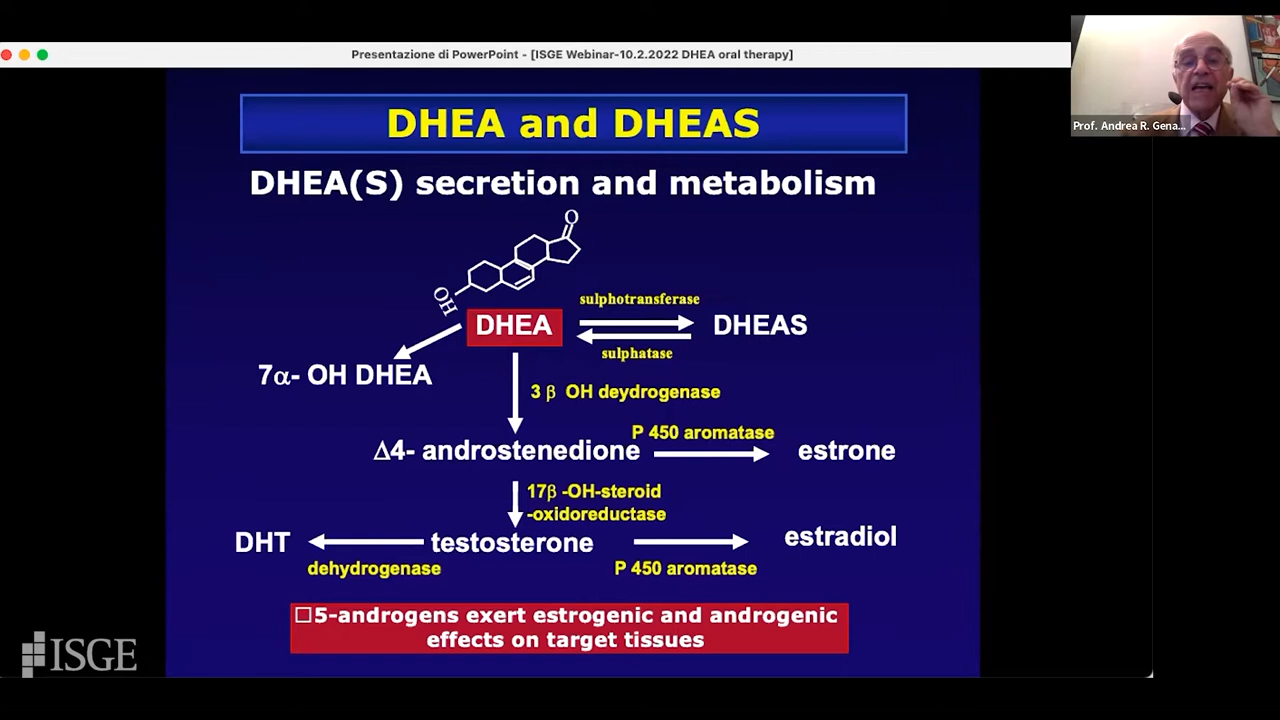 Presentazione di PowerPoint - [ISGE Webinar-10.2.2022 DHEA oral therapy]
Prof. Andrea R. Gena...
DHEA and DHEAS
DHEA(S) secretion and metabolism
O
OH
sulphotransferase
DHEA
DHEAS
sulphatase
7α- OH DHEA
3 β OH deydrogenase
P 450 aromatase
Δ4- androstenedione
estrone
17β -OH-steroid
-oxidoreductase
DHT
testosterone
estradiol
dehydrogenase
P 450 aromatase
□5-androgens exert estrogenic and androgenic
effects on target tissues
ISGE